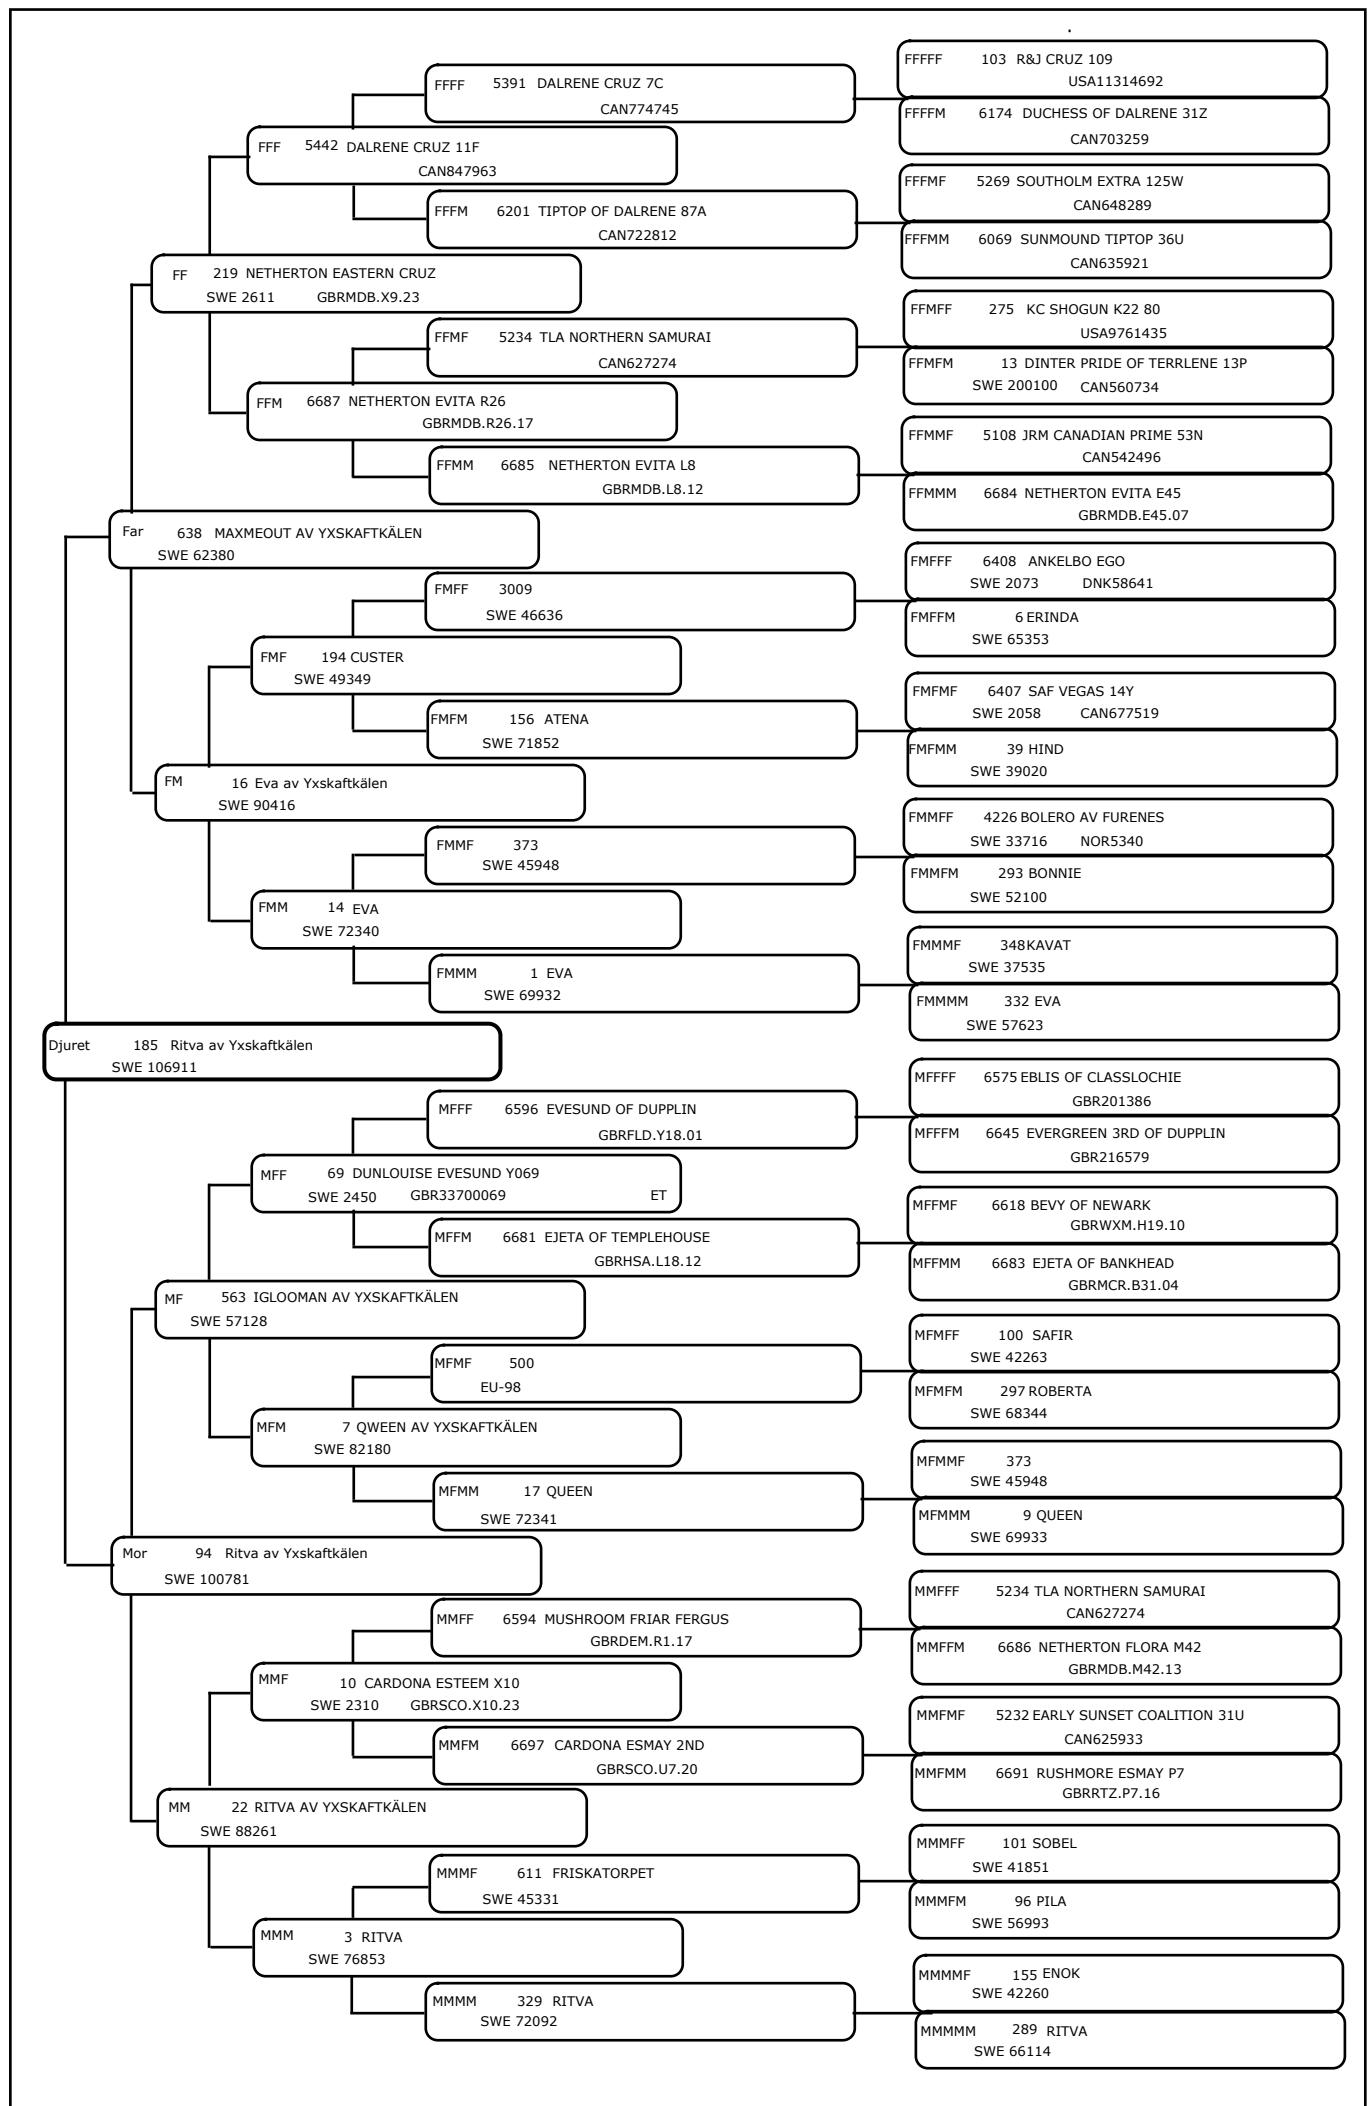 FFFFF 103 R&J CRUZ 109
USA11314692
FFFF 5391 DALRENE CRUZ 7C
CAN774745
FFFFM 6174 DUCHESS OF DALRENE 31Z
CAN703259
FFF 5442 DALRENE CRUZ 11F
CAN847963
FFFMF 5269 SOUTHOLM EXTRA 125W
CAN648289
FFFM 6201 TIPTOP OF DALRENE 87A
CAN722812
FFFMM 6069 SUNMOUND TIPTOP 36U
CAN635921
FF 219 NETHERTON EASTERN CRUZ
SWE 2611 GBRMDB.X9.23
FFMFF 275 KC SHOGUN K22 80
USA9761435
FFMF 5234 TLA NORTHERN SAMURAI
CAN627274
FFMFM 13 DINTER PRIDE OF TERRLENE 13P
SWE 200100 CAN560734
FFM 6687 NETHERTON EVITA R26
GBRMDB.R26.17
FFMMF 5108 JRM CANADIAN PRIME 53N
CAN542496
FFMM 6685 NETHERTON EVITA L8
GBRMDB.L8.12
FFMMM 6684 NETHERTON EVITA E45
GBRMDB.E45.07
Far 638 MAXMEOUT AV YXSKAFTKÄLEN
SWE 62380
FMFFF 6408 ANKELBO EGO
SWE 2073 DNK58641
FMFF 3009
SWE 46636
FMFFM 6 ERINDA
SWE 65353
FMF 194 CUSTER
SWE 49349
FMFMF 6407 SAF VEGAS 14Y
SWE 2058 CAN677519
FMFM 156 ATENA
SWE 71852
FMFMM 39 HIND
SWE 39020
FM 16 Eva av Yxskaftkälen
SWE 90416
FMMFF 4226 BOLERO AV FURENES
SWE 33716 NOR5340
FMMF 373
SWE 45948
FMMFM 293 BONNIE
SWE 52100
FMM 14 EVA
SWE 72340
FMMMF 348 KAVAT
SWE 37535
FMMM 1 EVA
SWE 69932
FMMMM 332 EVA
SWE 57623
Djuret 185 Ritva av Yxskaftkälen
SWE 106911
MFFFF 6575 EBLIS OF CLASSLOCHIE
GBR201386
MFFF 6596 EVESUND OF DUPPLIN
GBRFLD.Y18.01
MFFFM 6645 EVERGREEN 3RD OF DUPPLIN
GBR216579
MFF 69 DUNLOUISE EVESUND Y069
SWE 2450 GBR33700069 ET
MFFMF 6618 BEVY OF NEWARK
GBRWXM.H19.10
MFFM 6681 EJETA OF TEMPLEHOUSE
GBRHSA.L18.12
MFFMM 6683 EJETA OF BANKHEAD
GBRMCR.B31.04
MF 563 IGLOOMAN AV YXSKAFTKÄLEN
SWE 57128
MFMFF 100 SAFIR
SWE 42263
MFMF 500
EU-98
MFMFM 297 ROBERTA
SWE 68344
MFM 7 QWEEN AV YXSKAFTKÄLEN
SWE 82180
MFMMF 373
SWE 45948
MFMM 17 QUEEN
SWE 72341
MFMMM 9 QUEEN
SWE 69933
Mor 94 Ritva av Yxskaftkälen
SWE 100781
MMFFF 5234 TLA NORTHERN SAMURAI
CAN627274
MMFF 6594 MUSHROOM FRIAR FERGUS
GBRDEM.R1.17
MMFFM 6686 NETHERTON FLORA M42
GBRMDB.M42.13
MMF 10 CARDONA ESTEEM X10
SWE 2310 GBRSCO.X10.23
MMFMF 5232 EARLY SUNSET COALITION 31U
CAN625933
MMFM 6697 CARDONA ESMAY 2ND
GBRSCO.U7.20
MMFMM 6691 RUSHMORE ESMAY P7
GBRRTZ.P7.16
MM 22 RITVA AV YXSKAFTKÄLEN
SWE 88261
MMMFF 101 SOBEL
SWE 41851
MMMF 611 FRISKATORPET
SWE 45331
MMMFM 96 PILA
SWE 56993
MMM 3 RITVA
SWE 76853
MMMMF 155 ENOK
SWE 42260
MMMM 329 RITVA
SWE 72092
MMMMM 289 RITVA
SWE 66114